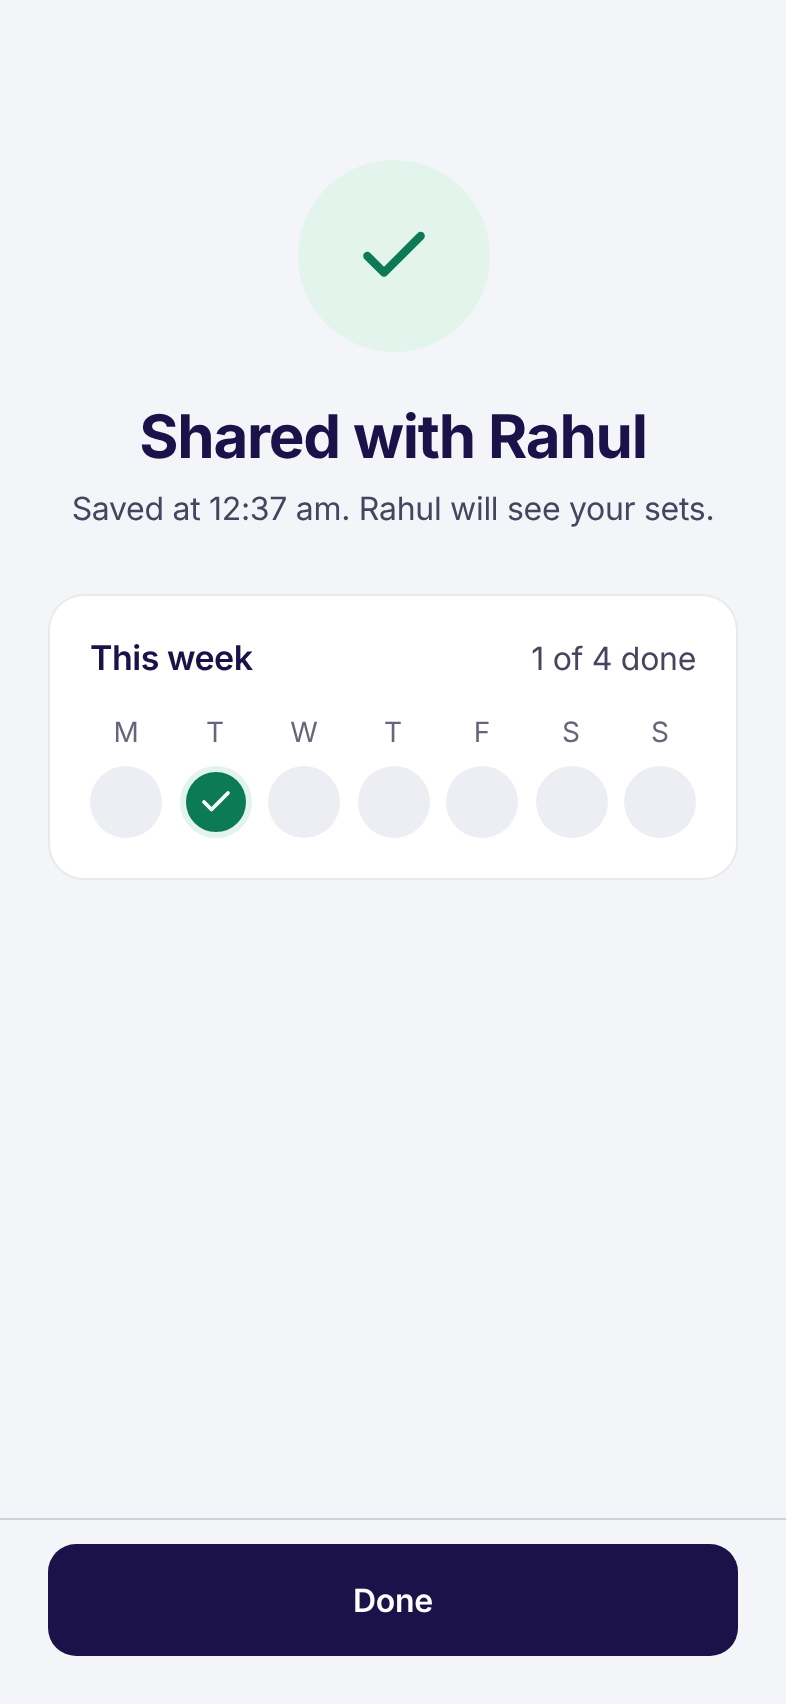 Shared with Rahul
Saved at 12:37 am. Rahul will see your sets.
This week 1 of 4 done
M T W T F S S
Done